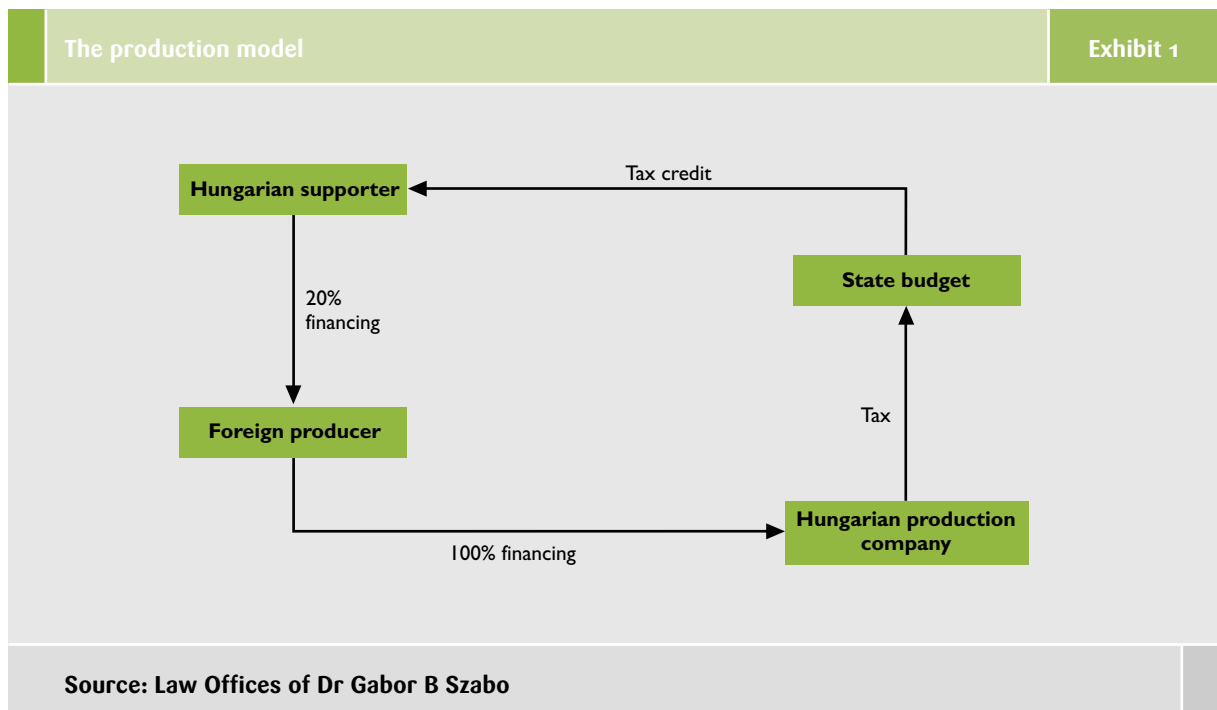 The production model
Exhibit 1
Tax credit
Hungarian supporter
State budget
20%
financing
Foreign producer
Tax
Hungarian production
company
100% financing
Source: Law Offices of Dr Gabor B Szabo